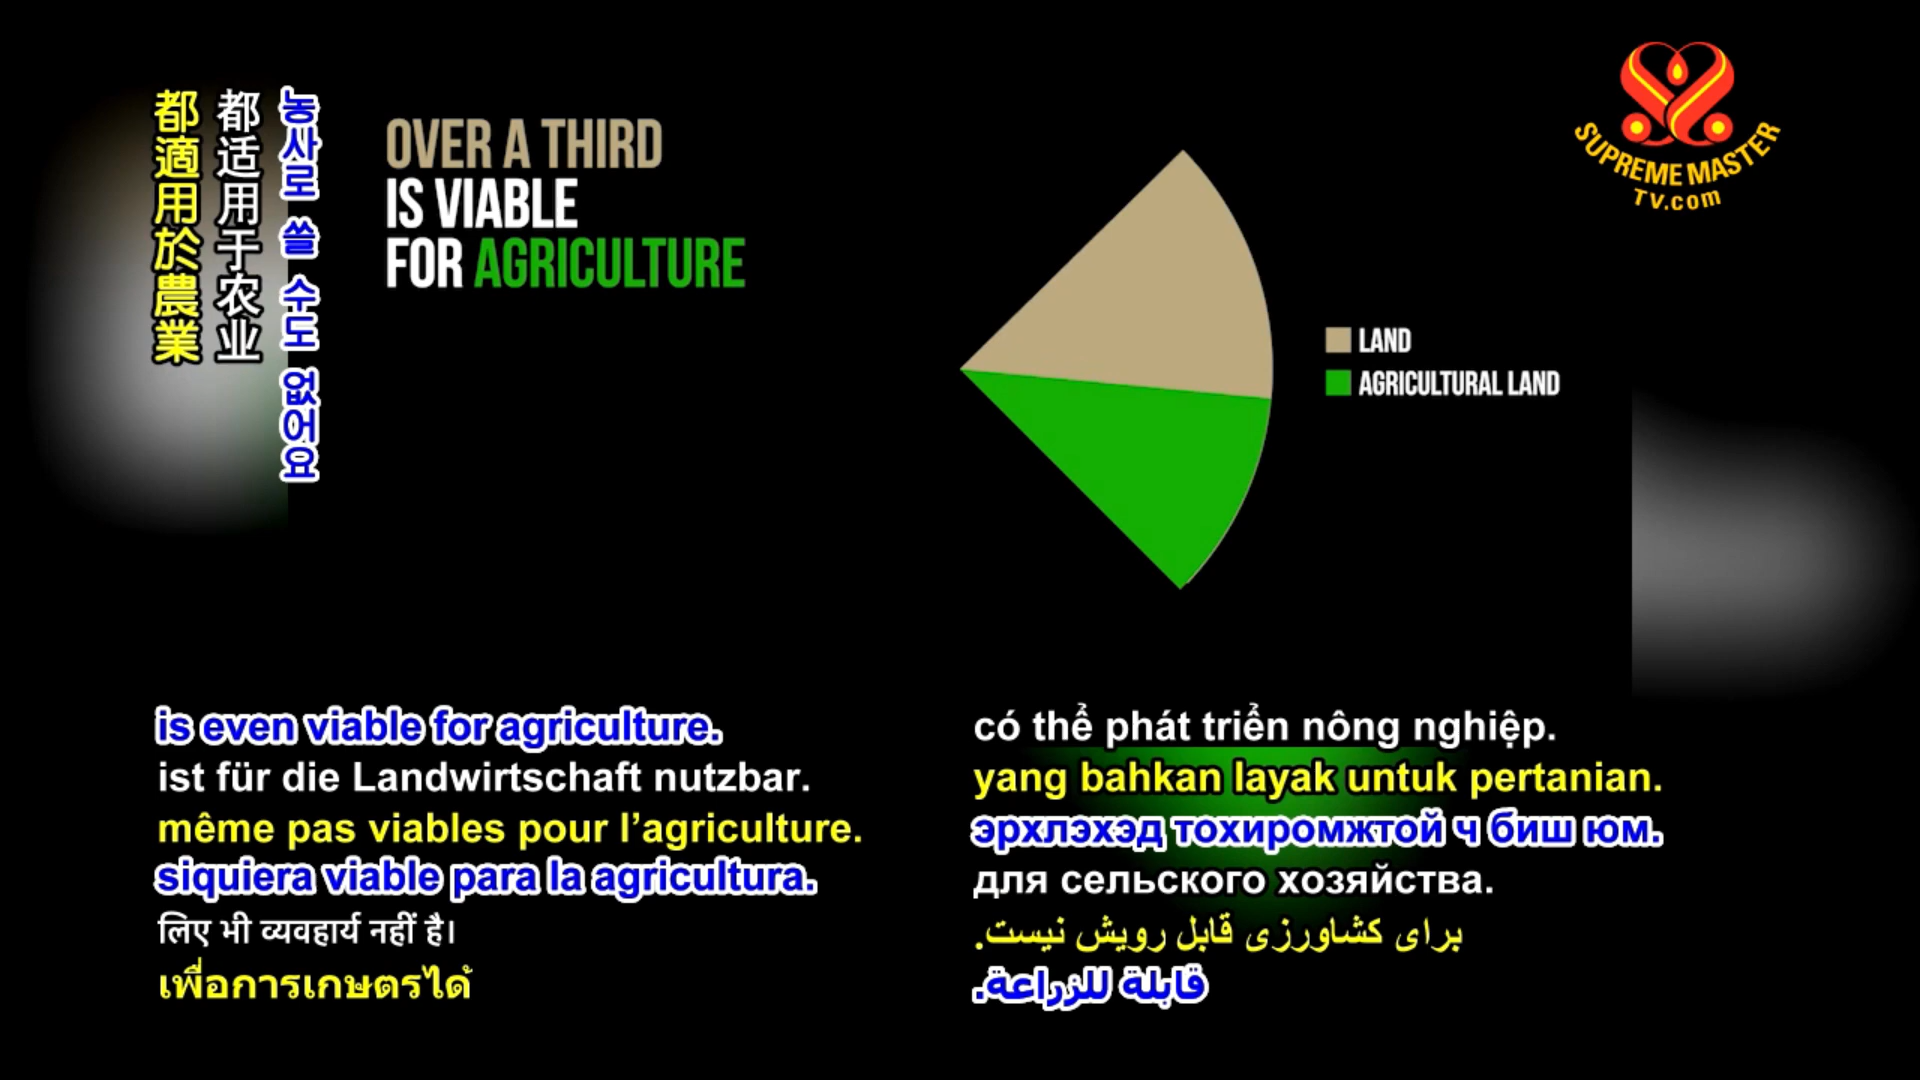 都適用於農業
都适用于农业
농사로 쓸 수도 없어요
OVER A THIRD
IS VIABLE
FOR AGRICULTURE
SUPREME MASTER
TV.com
LAND
AGRICULTURAL LAND
is even viable for agriculture.
ist für die Landwirtschaft nutzbar.
même pas viables pour l’agriculture.
siquiera viable para la agricultura.
लिए भी व्यवहार्य नहीं है।
เพื่อการเกษตรได้
có thể phát triển nông nghiệp.
yang bahkan layak untuk pertanian.
эрхлэхэд тохиромжтой ч биш юм.
для сельского хозяйства.
برای کشاورزی قابل رویش نیست.
قابلة للزراعة.